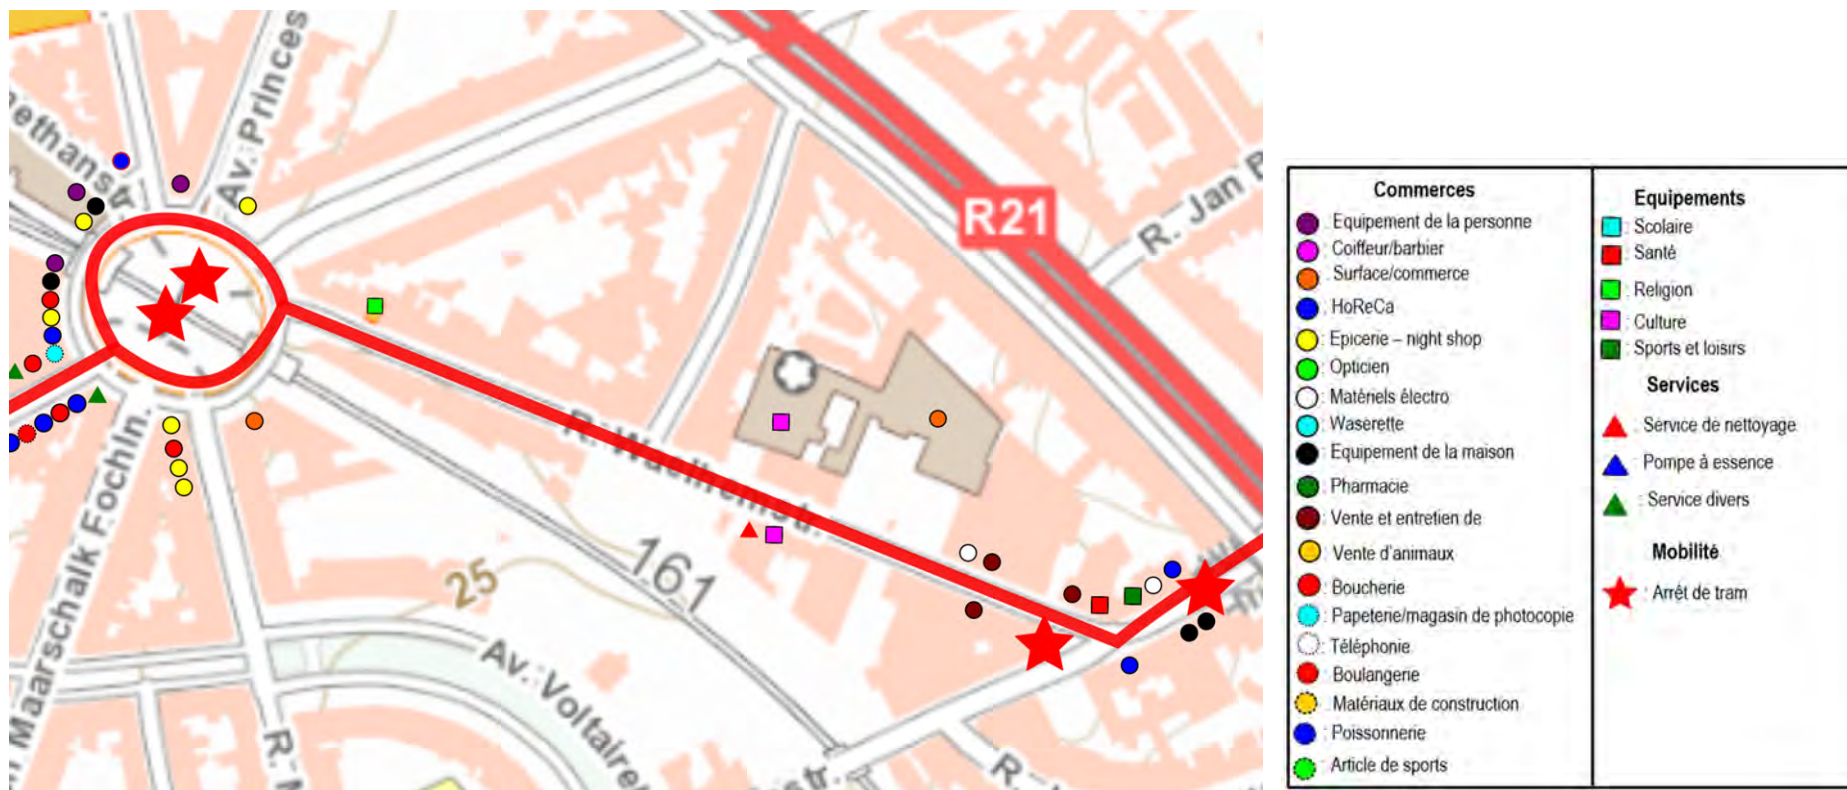 Av. Princes
R21
R. Jan B
R. Waelhemstr.
161
25
Maarschalk Fochln.
Av. Voltaire
R.
str.
R.
Commerces
: Equipement de la personne
: Coiffeur/barbier
: Surface/commerce
: HoReCa
: Epicerie – night shop
: Opticien
: Matériels électro
: Waserette
: Equipement de la maison
: Pharmacie
: Vente et entretien de
: Vente d'animaux
: Boucherie
: Papeterie/magasin de photocopie
: Téléphonie
: Boulangerie
: Matériaux de construction
: Poissonnerie
: Article de sports
Equipements
: Scolaire
: Santé
: Religion
: Culture
: Sports et loisirs
Services
: Service de nettoyage
: Pompe à essence
: Service divers
Mobilité
: Arrêt de tram